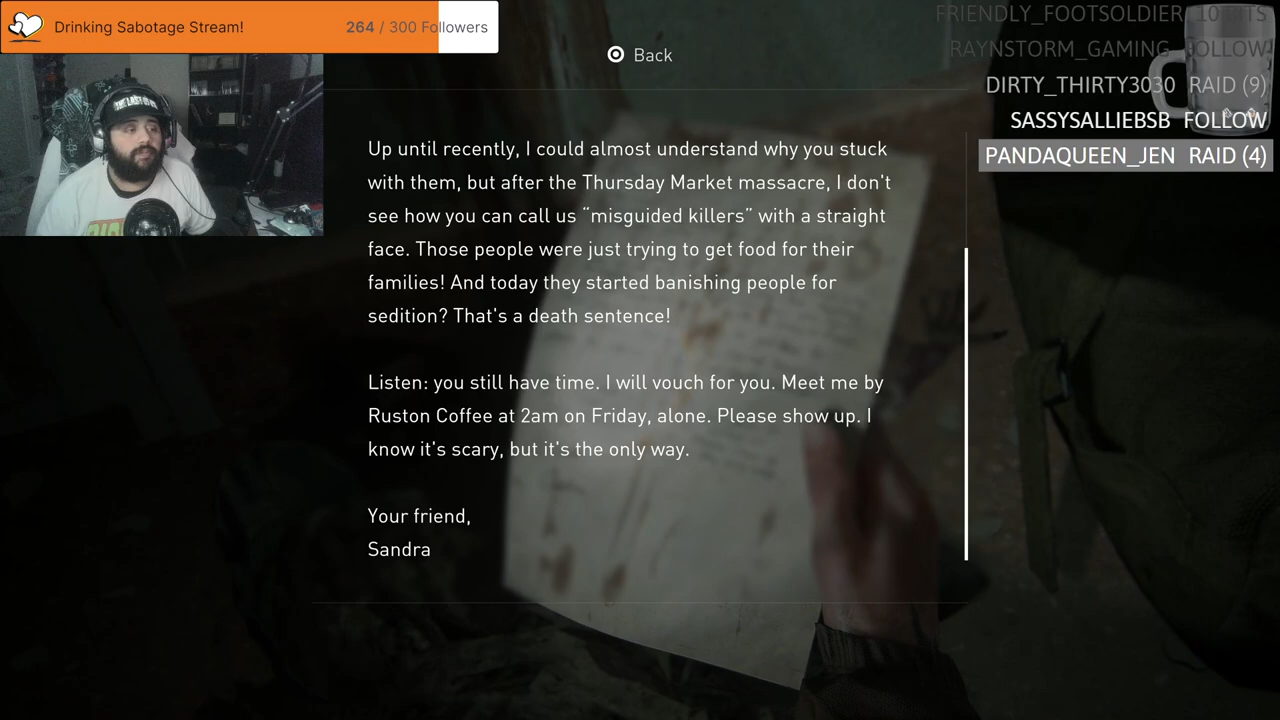 Drinking Sabotage Stream!
264 / 300 Followers
Back
FRIENDLY_FOOTSOLDIER
RAYNSTORM_GAMING FOLLOW
DIRTY_THIRTY3030 RAID (9)
SASSYSALLIEBSB FOLLOW
PANDAQUEEN_JEN RAID (4)
Up until recently, I could almost understand why you stuck
with them, but after the Thursday Market massacre, I don't
see how you can call us “misguided killers” with a straight
face. Those people were just trying to get food for their
families! And today they started banishing people for
sedition? That's a death sentence!
Listen: you still have time. I will vouch for you. Meet me by
Ruston Coffee at 2am on Friday, alone. Please show up. I
know it's scary, but it's the only way.
Your friend,
Sandra